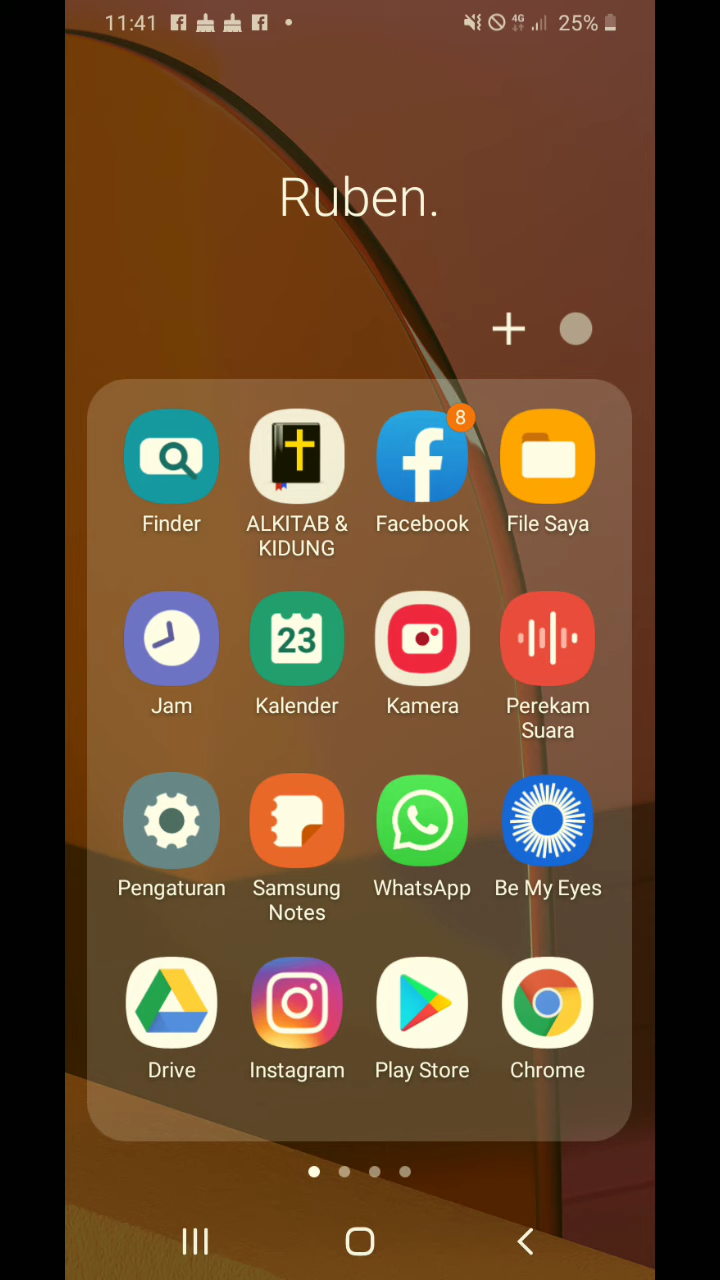 11:41
4G
25%
Ruben.
8
Finder
ALKITAB &
KIDUNG
Facebook
File Saya
23
Jam
Kalender
Kamera
Perekam
Suara
Pengaturan
Samsung
Notes
WhatsApp
Be My Eyes
Drive
Instagram
Play Store
Chrome